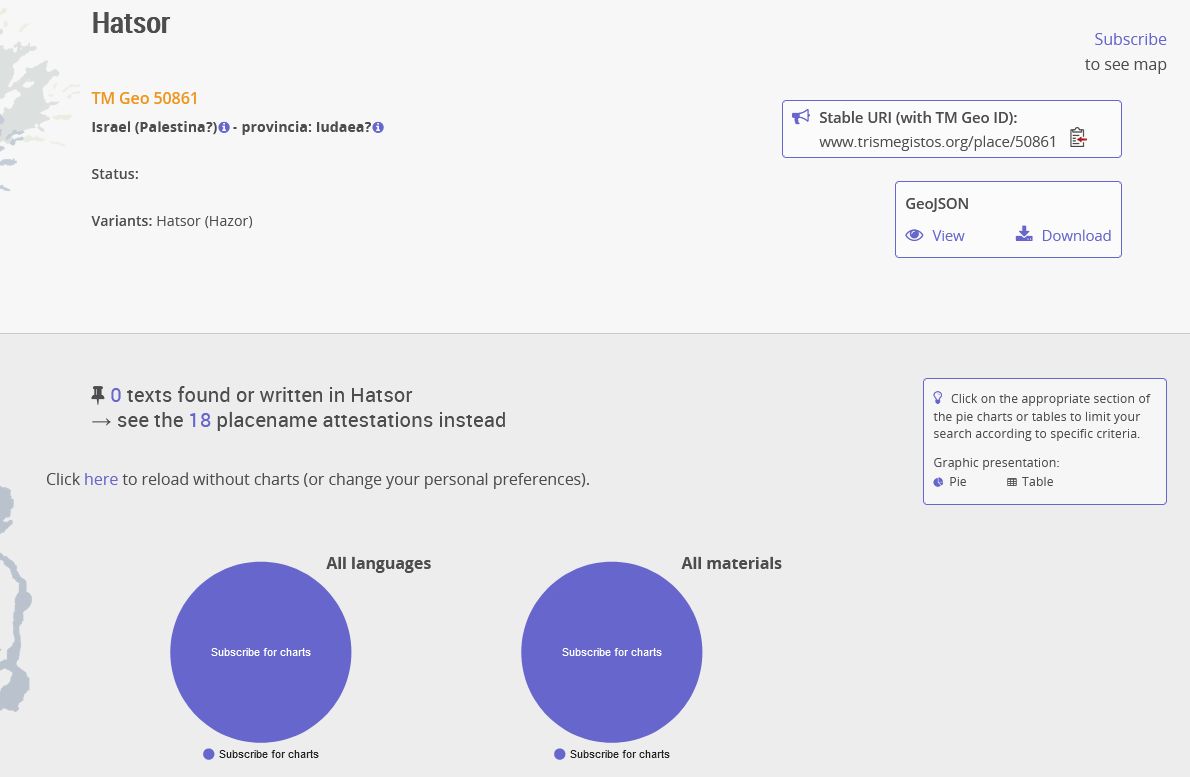 Hatsor
Subscribe
to see map
TM Geo 50861
Israel (Palestina?) - provincia: Iudaea?
Stable URI (with TM Geo ID):
www.trismegistos.org/place/50861
Status:
GeoJSON
View Download
Variants: Hatsor (Hazor)
0 texts found or written in Hatsor
→ see the 18 placename attestations instead
Click on the appropriate section of
the pie charts or tables to limit your
search according to specific criteria.
Graphic presentation:
Pie Table
Click here to reload without charts (or change your personal preferences).
All languages
Subscribe for charts
Subscribe for charts
All materials
Subscribe for charts
Subscribe for charts